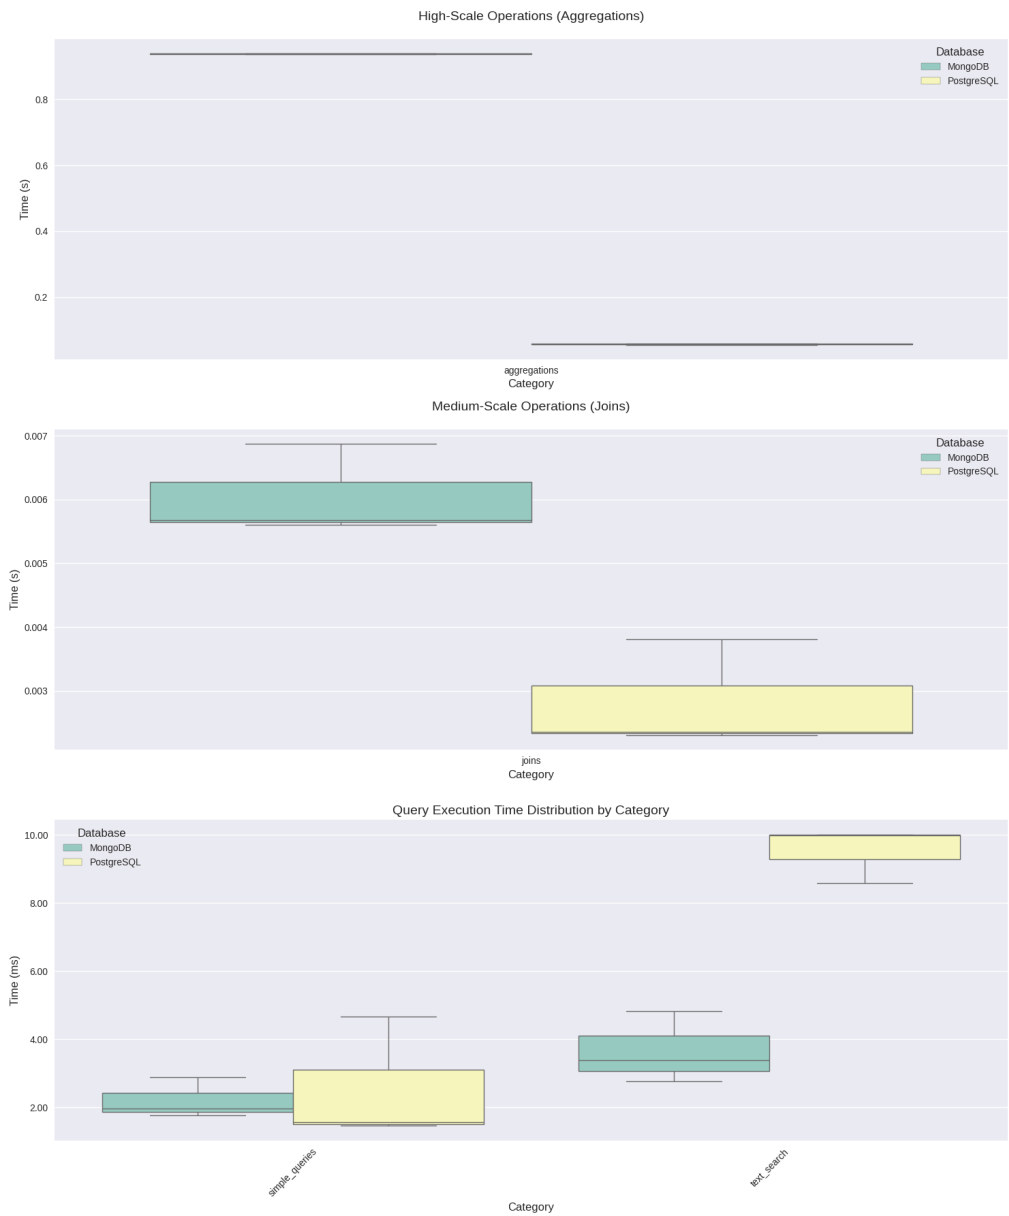 High-Scale Operations (Aggregations)
Database
MongoDB
PostgreSQL
0.8
0.6
0.4
0.2
Time (s)
aggregations
Category
Medium-Scale Operations (Joins)
Database
MongoDB
PostgreSQL
0.007
0.006
0.005
0.004
0.003
Time (s)
joins
Category
Query Execution Time Distribution by Category
Database
MongoDB
PostgreSQL
10.00
8.00
6.00
4.00
2.00
Time (ms)
simple_queries
text_search
Category